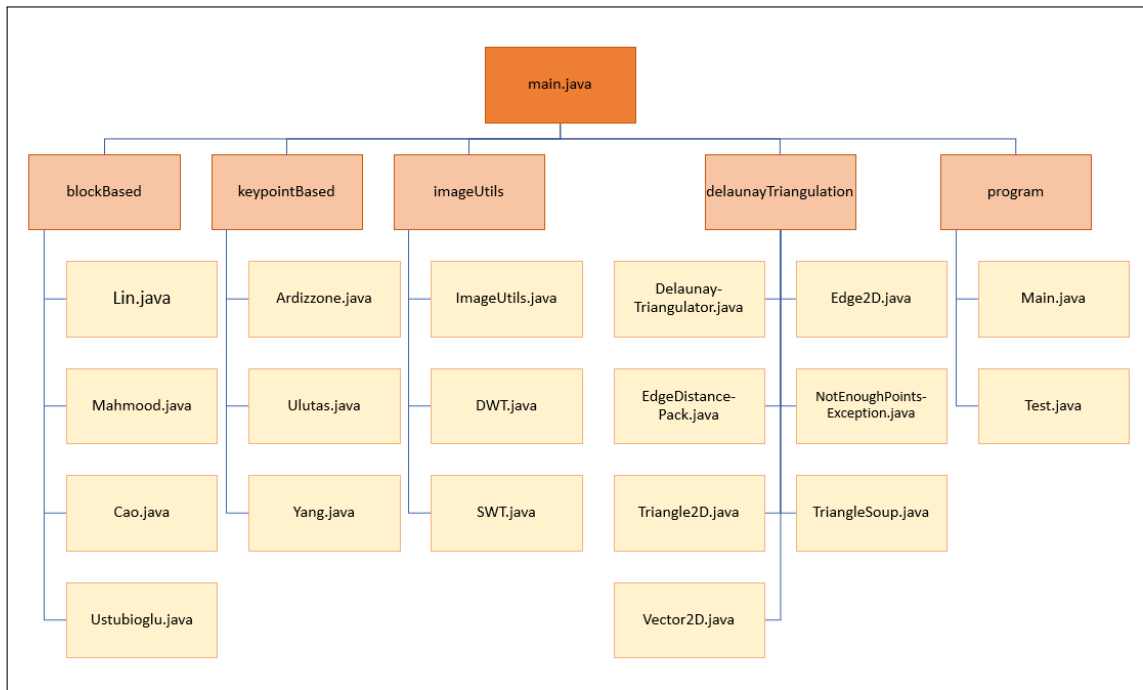 main.java
blockBased
keypointBased
imageUtils
delaunayTriangulation
program
Lin.java
Ardizzone.java
ImageUtils.java
Delaunay-
Triangulator.java
Edge2D.java
Main.java
Mahmood.java
Ulutas.java
DWT.java
EdgeDistance-
Pack.java
NotEnoughPoints-
Exception.java
Test.java
Cao.java
Yang.java
SWT.java
Triangle2D.java
TriangleSoup.java
Ustubioglu.java
Vector2D.java